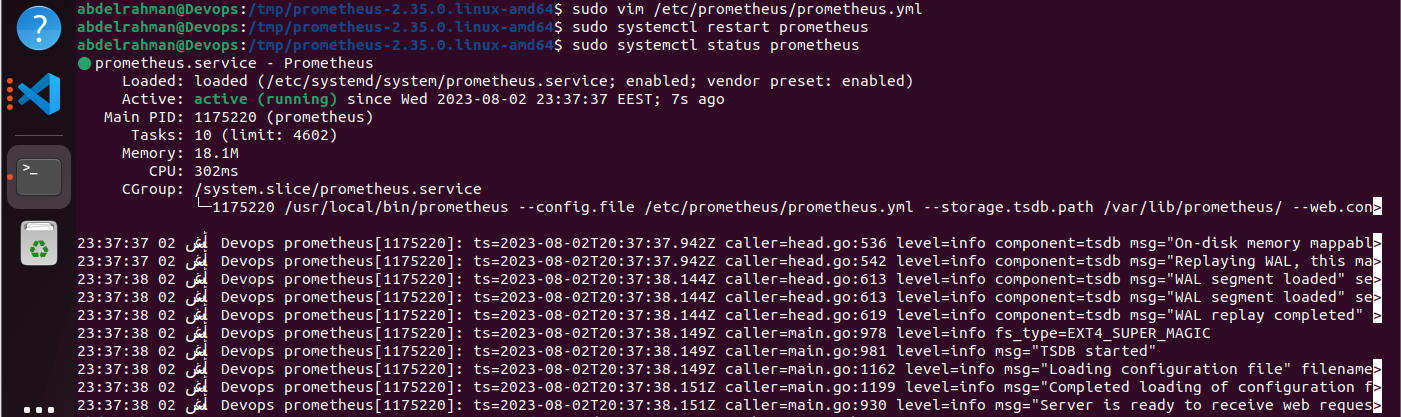 abdelrahman@Devops:/tmp/prometheus-2.35.0.linux-amd64$ sudo vim /etc/prometheus/prometheus.yml
abdelrahman@Devops:/tmp/prometheus-2.35.0.linux-amd64$ sudo systemctl restart prometheus
abdelrahman@Devops:/tmp/prometheus-2.35.0.linux-amd64$ sudo systemctl status prometheus
● prometheus.service - Prometheus
Loaded: loaded (/etc/systemd/system/prometheus.service; enabled; vendor preset: enabled)
Active: active (running) since Wed 2023-08-02 23:37:37 EEST; 7s ago
Main PID: 1175220 (prometheus)
Tasks: 10 (limit: 4602)
Memory: 18.1M
CPU: 302ms
CGroup: /system.slice/prometheus.service
└─1175220 /usr/local/bin/prometheus --config.file /etc/prometheus/prometheus.yml --storage.tsdb.path /var/lib/prometheus/ --web.con>
23:37:37 02 Devops prometheus[1175220]: ts=2023-08-02T20:37:37.942Z caller=head.go:536 level=info component=tsdb msg="On-disk memory mappabl>
23:37:37 02 Devops prometheus[1175220]: ts=2023-08-02T20:37:37.942Z caller=head.go:542 level=info component=tsdb msg="Replaying WAL, this ma>
23:37:38 02 Devops prometheus[1175220]: ts=2023-08-02T20:37:38.144Z caller=head.go:613 level=info component=tsdb msg="WAL segment loaded" se>
23:37:38 02 Devops prometheus[1175220]: ts=2023-08-02T20:37:38.144Z caller=head.go:613 level=info component=tsdb msg="WAL segment loaded" se>
23:37:38 02 Devops prometheus[1175220]: ts=2023-08-02T20:37:38.144Z caller=head.go:619 level=info component=tsdb msg="WAL replay completed" >
23:37:38 02 Devops prometheus[1175220]: ts=2023-08-02T20:37:38.149Z caller=main.go:978 level=info fs_type=EXT4_SUPER_MAGIC
23:37:38 02 Devops prometheus[1175220]: ts=2023-08-02T20:37:38.149Z caller=main.go:981 level=info msg="TSDB started"
23:37:38 02 Devops prometheus[1175220]: ts=2023-08-02T20:37:38.149Z caller=main.go:1162 level=info msg="Loading configuration file" filename>
23:37:38 02 Devops prometheus[1175220]: ts=2023-08-02T20:37:38.151Z caller=main.go:1199 level=info msg="Completed loading of configuration f>
23:37:38 02 Devops prometheus[1175220]: ts=2023-08-02T20:37:38.151Z caller=main.go:930 level=info msg="Server is ready to receive web reques>